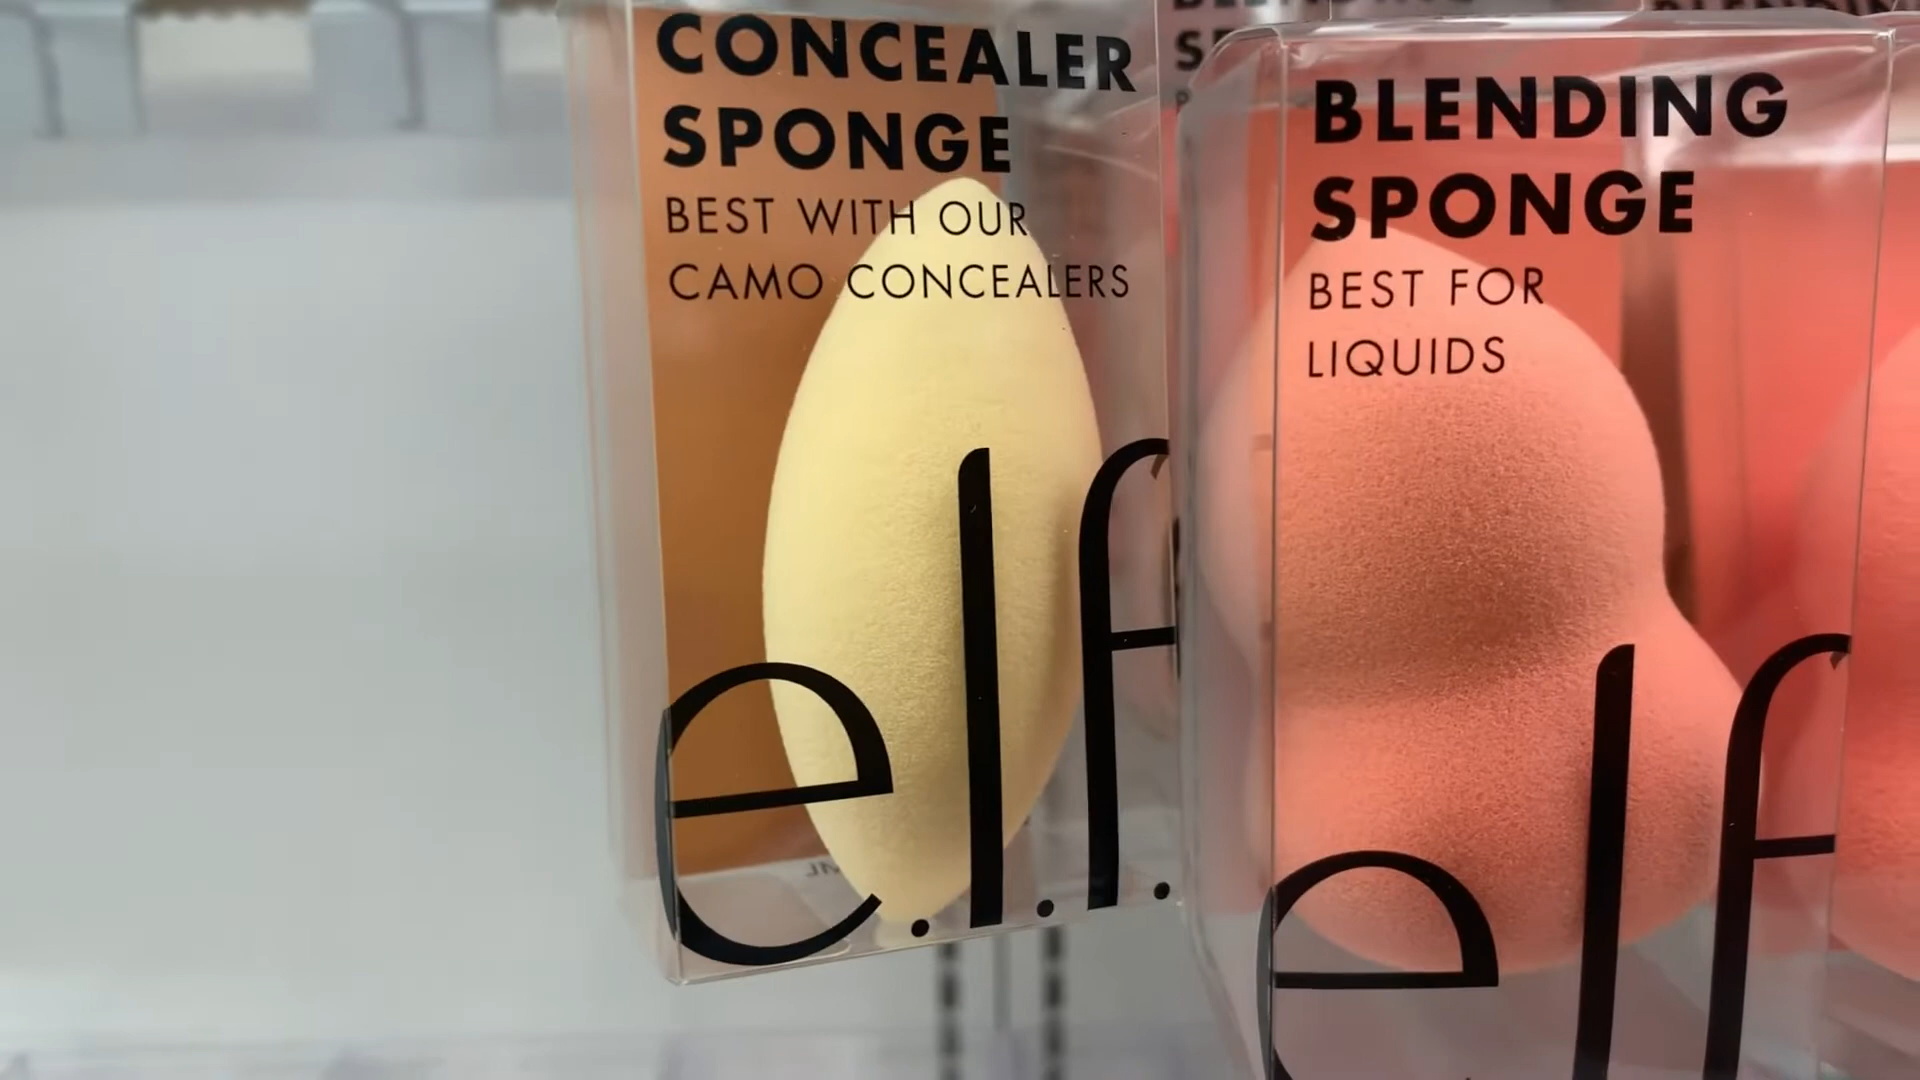 CONCEALER
SPONGE
BEST WITH OUR
CAMO CONCEALERS
e.l.f.
BLENDING
SPONGE
BEST FOR
LIQUIDS
e.l.f